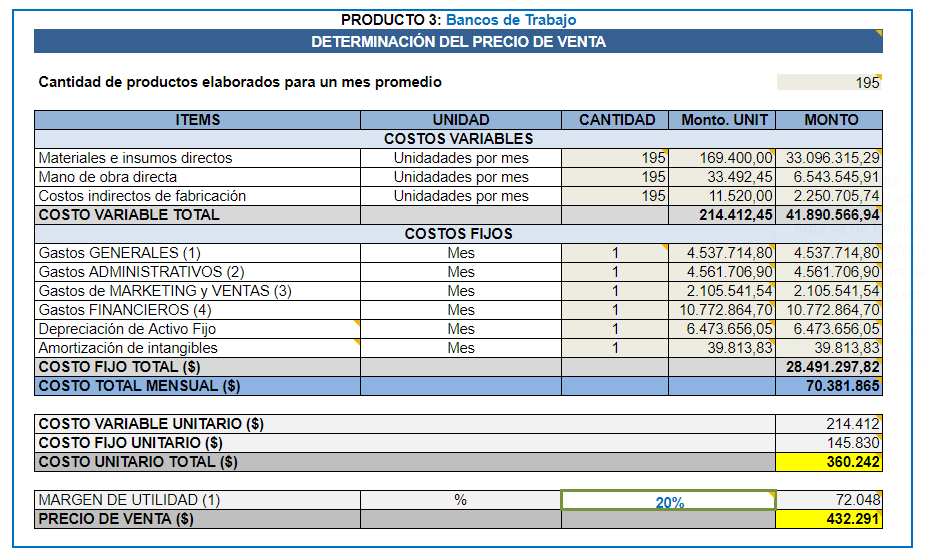 PRODUCTO 3: Bancos de Trabajo
DETERMINACIÓN DEL PRECIO DE VENTA
Cantidad de productos elaborados para un mes promedio 195
ITEMS UNIDAD CANTIDAD Monto. UNIT MONTO
COSTOS VARIABLES
Materiales e insumos directos Unidadades por mes 195 169.400,00 33.096.315,29
Mano de obra directa Unidadades por mes 195 33.492,45 6.543.545,91
Costos indirectos de fabricación Unidadades por mes 195 11.520,00 2.250.705,74
COSTO VARIABLE TOTAL 214.412,45 41.890.566,94
COSTOS FIJOS
Gastos GENERALES (1) Mes 1 4.537.714,80 4.537.714,80
Gastos ADMINISTRATIVOS (2) Mes 1 4.561.706,90 4.561.706,90
Gastos de MARKETING y VENTAS (3) Mes 1 2.105.541,54 2.105.541,54
Gastos FINANCIEROS (4) Mes 1 10.772.864,70 10.772.864,70
Depreciación de Activo Fijo Mes 1 6.473.656,05 6.473.656,05
Amortización de intangibles Mes 1 39.813,83 39.813,83
COSTO FIJO TOTAL ($) 28.491.297,82
COSTO TOTAL MENSUAL ($) 70.381.865
COSTO VARIABLE UNITARIO ($) 214.412
COSTO FIJO UNITARIO ($) 145.830
COSTO UNITARIO TOTAL ($) 360.242
MARGEN DE UTILIDAD (1) % 20% 72.048
PRECIO DE VENTA ($) 432.291